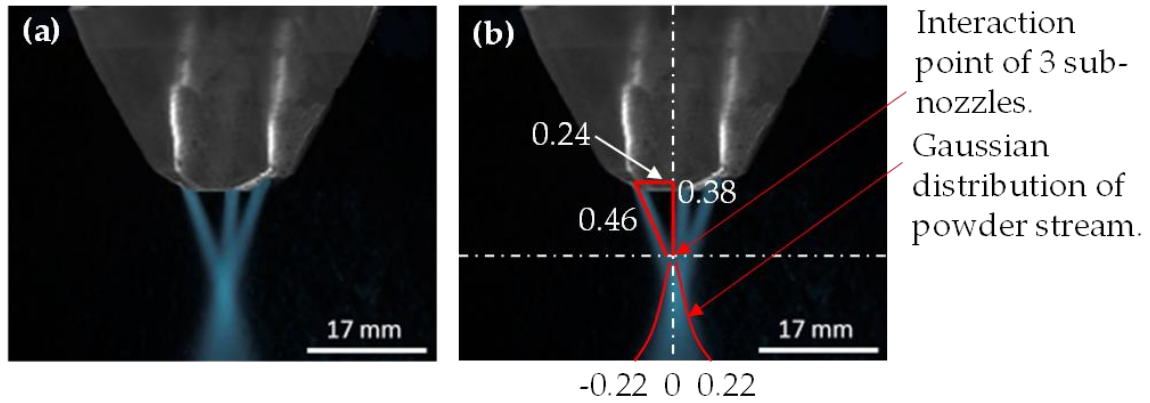 (a)
17 mm
(b)
0.24
0.38
0.46
17 mm
-0.22 0 0.22
Interaction
point of 3 sub-
nozzles.
Gaussian
distribution of
powder stream.